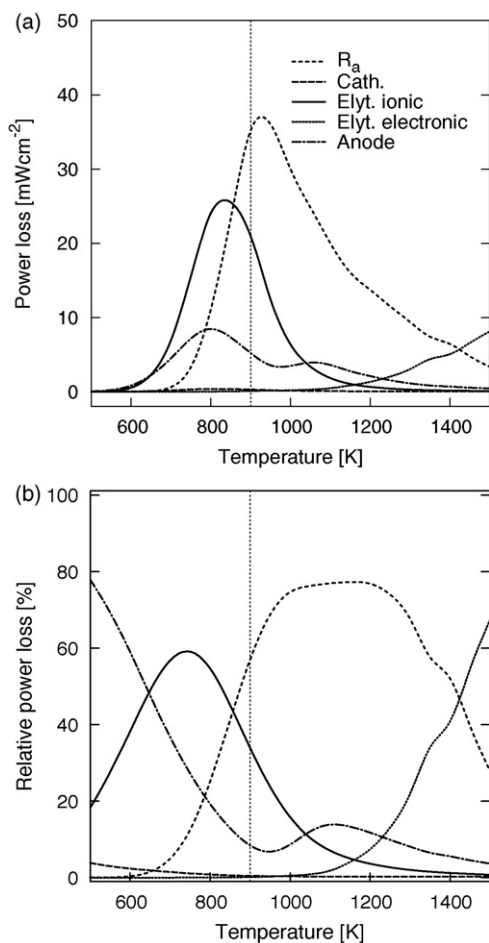 (a)
50
40
30
20
10
0
Power loss [mWcm⁻²]
Rₐ
Cath.
Elyt. ionic
Elyt. electronic
Anode
600 800 1000 1200 1400
Temperature [K]
(b)
100
80
60
40
20
0
Relative power loss [%]
600 800 1000 1200 1400
Temperature [K]